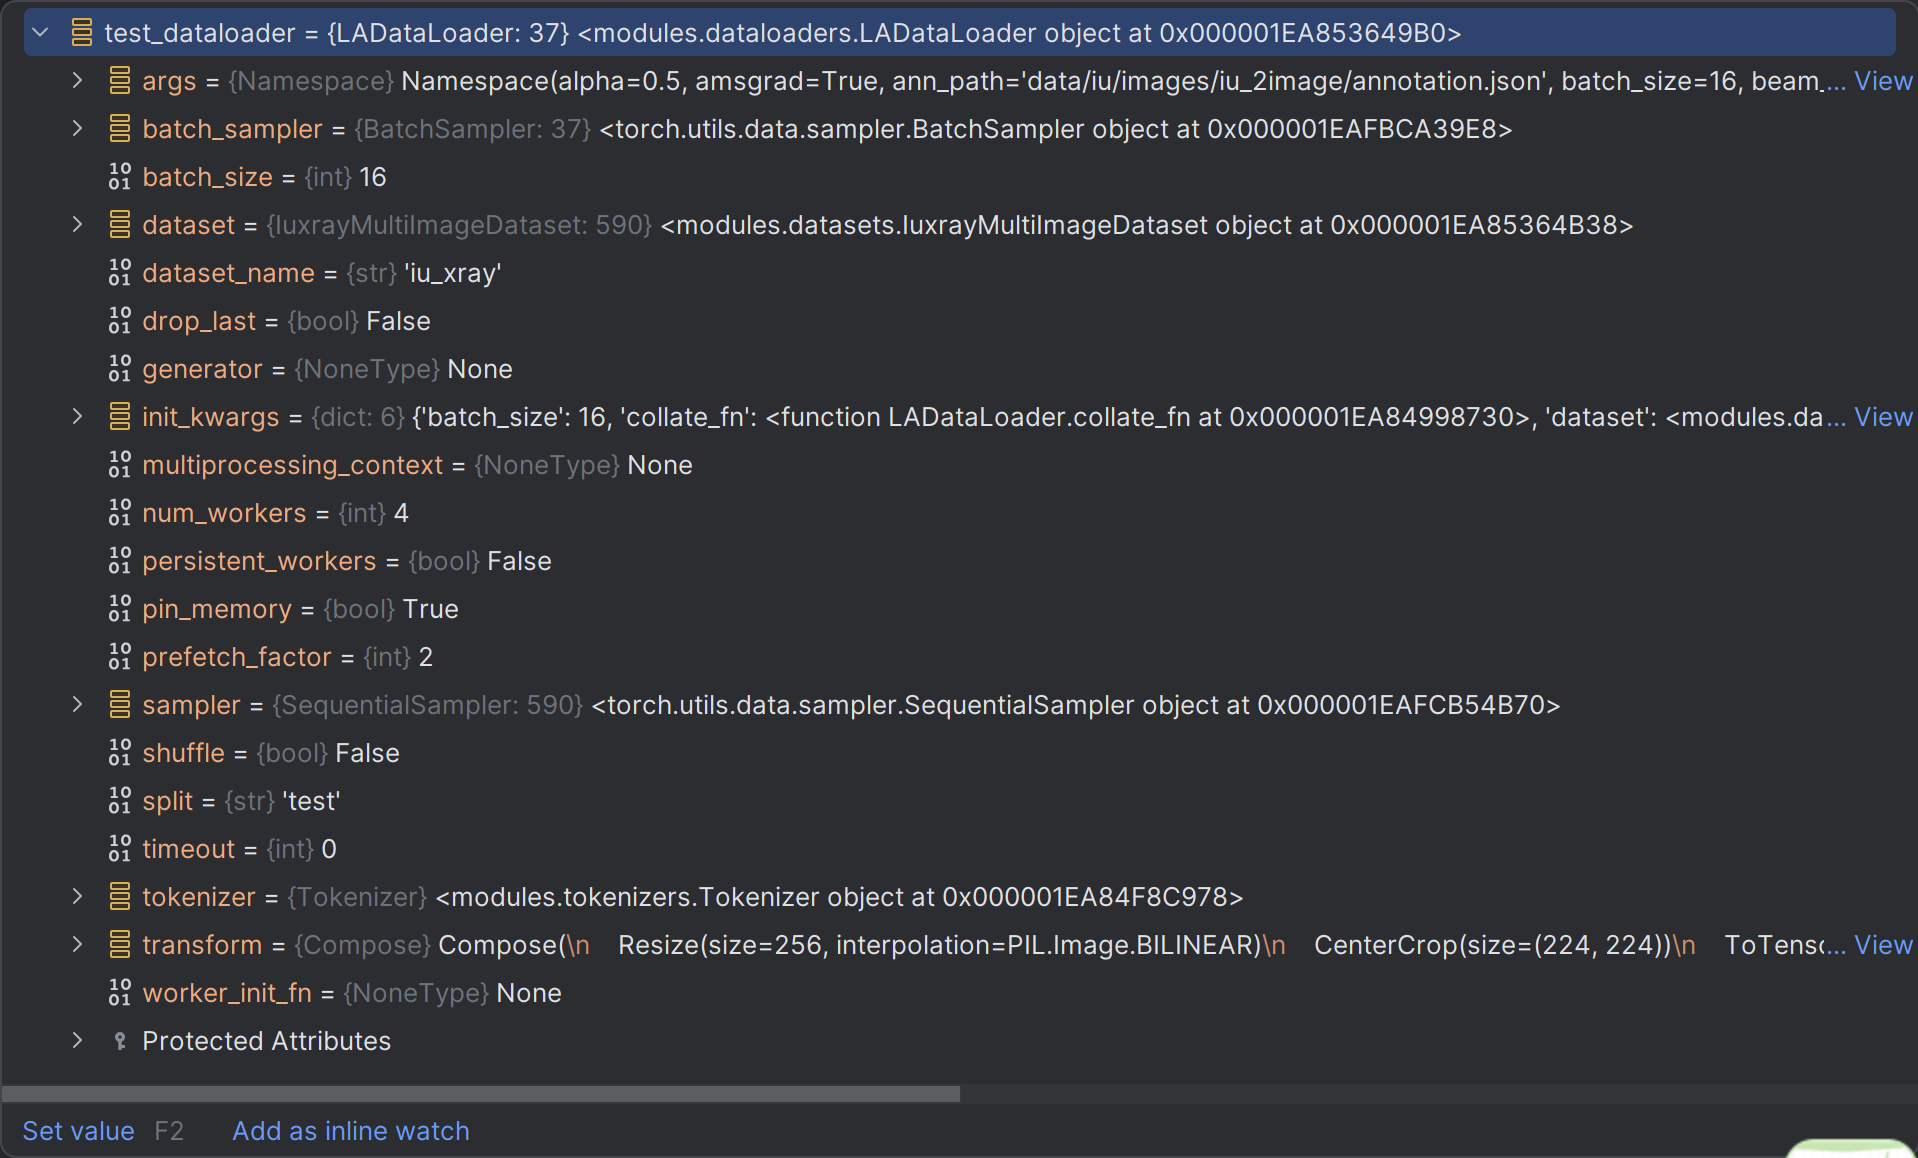 test_dataloader = {LADataLoader: 37} <modules.dataloaders.LADataLoader object at 0x000001EA853649B0>
args = {Namespace} Namespace(alpha=0.5, amsgrad=True, ann_path='data/iu/images/iu_2image/annotation.json', batch_size=16, beam_... View
batch_sampler = {BatchSampler: 37} <torch.utils.data.sampler.BatchSampler object at 0x000001EAFBCA39E8>
batch_size = {int} 16
dataset = {IuxrayMultiImageDataset: 590} <modules.datasets.IuxrayMultiImageDataset object at 0x000001EA85364B38>
dataset_name = {str} 'iu_xray'
drop_last = {bool} False
generator = {NoneType} None
init_kwargs = {dict: 6} {'batch_size': 16, 'collate_fn': <function LADataLoader.collate_fn at 0x000001EA84998730>, 'dataset': <modules.da... View
multiprocessing_context = {NoneType} None
num_workers = {int} 4
persistent_workers = {bool} False
pin_memory = {bool} True
prefetch_factor = {int} 2
sampler = {SequentialSampler: 590} <torch.utils.data.sampler.SequentialSampler object at 0x000001EAFCB54B70>
shuffle = {bool} False
split = {str} 'test'
timeout = {int} 0
tokenizer = {Tokenizer} <modules.tokenizers.Tokenizer object at 0x000001EA84F8C978>
transform = {Compose} Compose(\n    Resize(size=256, interpolation=PIL.Image.BILINEAR)\n    CenterCrop(size=(224, 224))\n    ToTensc... View
worker_init_fn = {NoneType} None
Protected Attributes
Set value F2 Add as inline watch